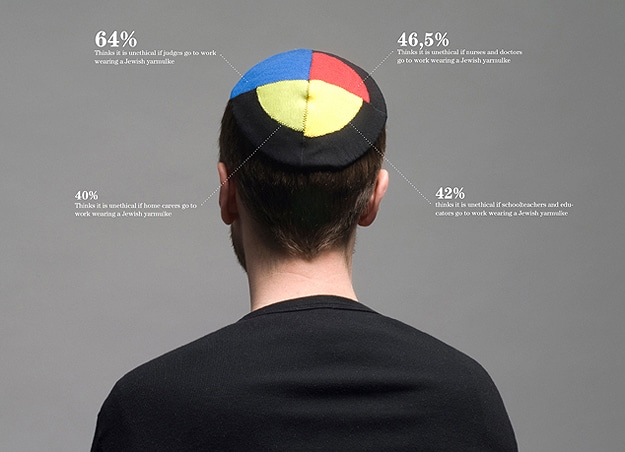 64%
Thinks it is unethical if judges go to work
wearing a Jewish yarmulke
46,5%
Thinks it is unethical if nurses and doctors
go to work wearing a Jewish yarmulke
40%
Thinks it is unethical if home carers go to
work wearing a Jewish yarmulke
42%
thinks it is unethical if schoolteachers and edu-
cators go to work wearing a Jewish yarmulke